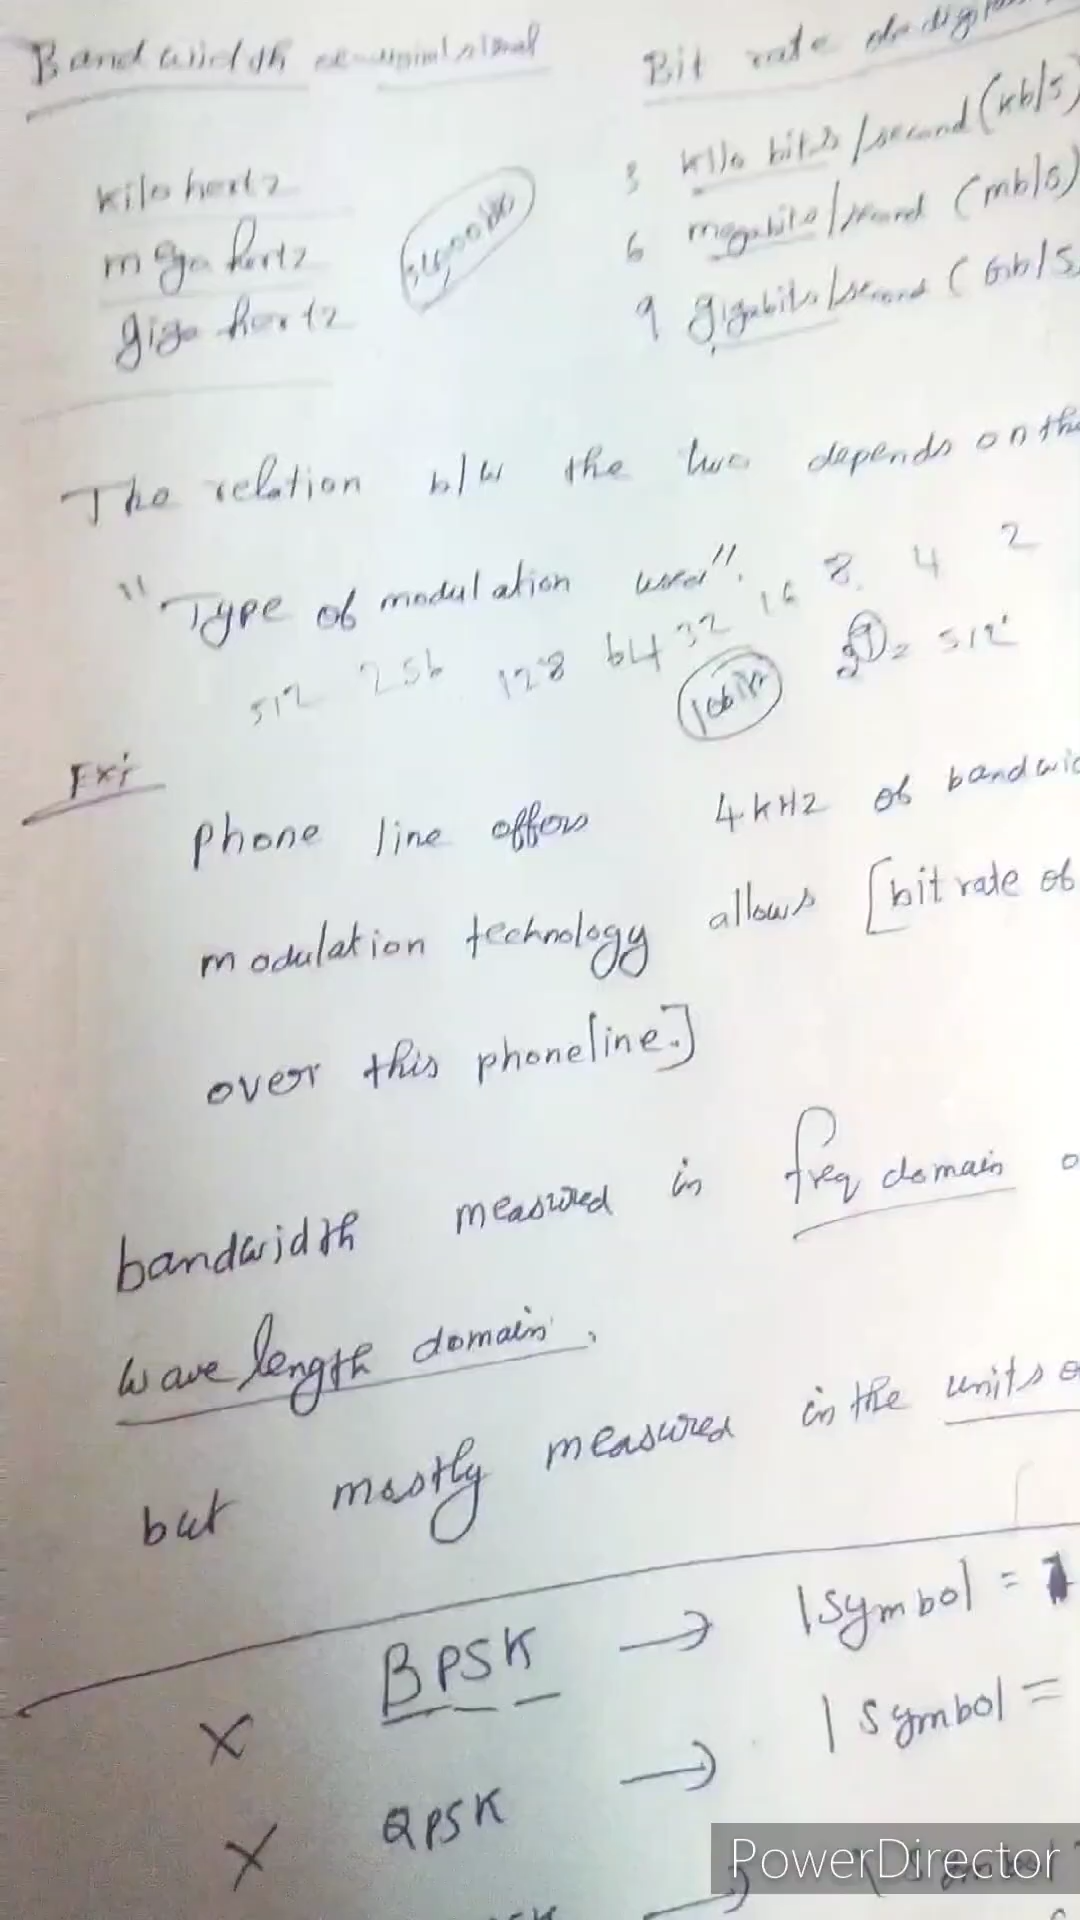 Bandwidth
Bit rate
kilo hertz
3 kilo bits/second (kb/s)
mega hertz
6 megabits/second (mb/s)
giga hertz
9 gigabits/second (Gb/s
The relation b/w the two depends on the
"Type of modulation used".
512 256 128 64 32 16 8 4 2
= 512
Ex:
phone line offers 4 kHz of
modulation technology allows [bit rate of
over this phoneline.]
bandwidth measured in freq domain
wave length domain.
but mostly measured in the units
BPSK → 1 symbol = 1
X QPSK → 1 symbol =
X
PowerDirector